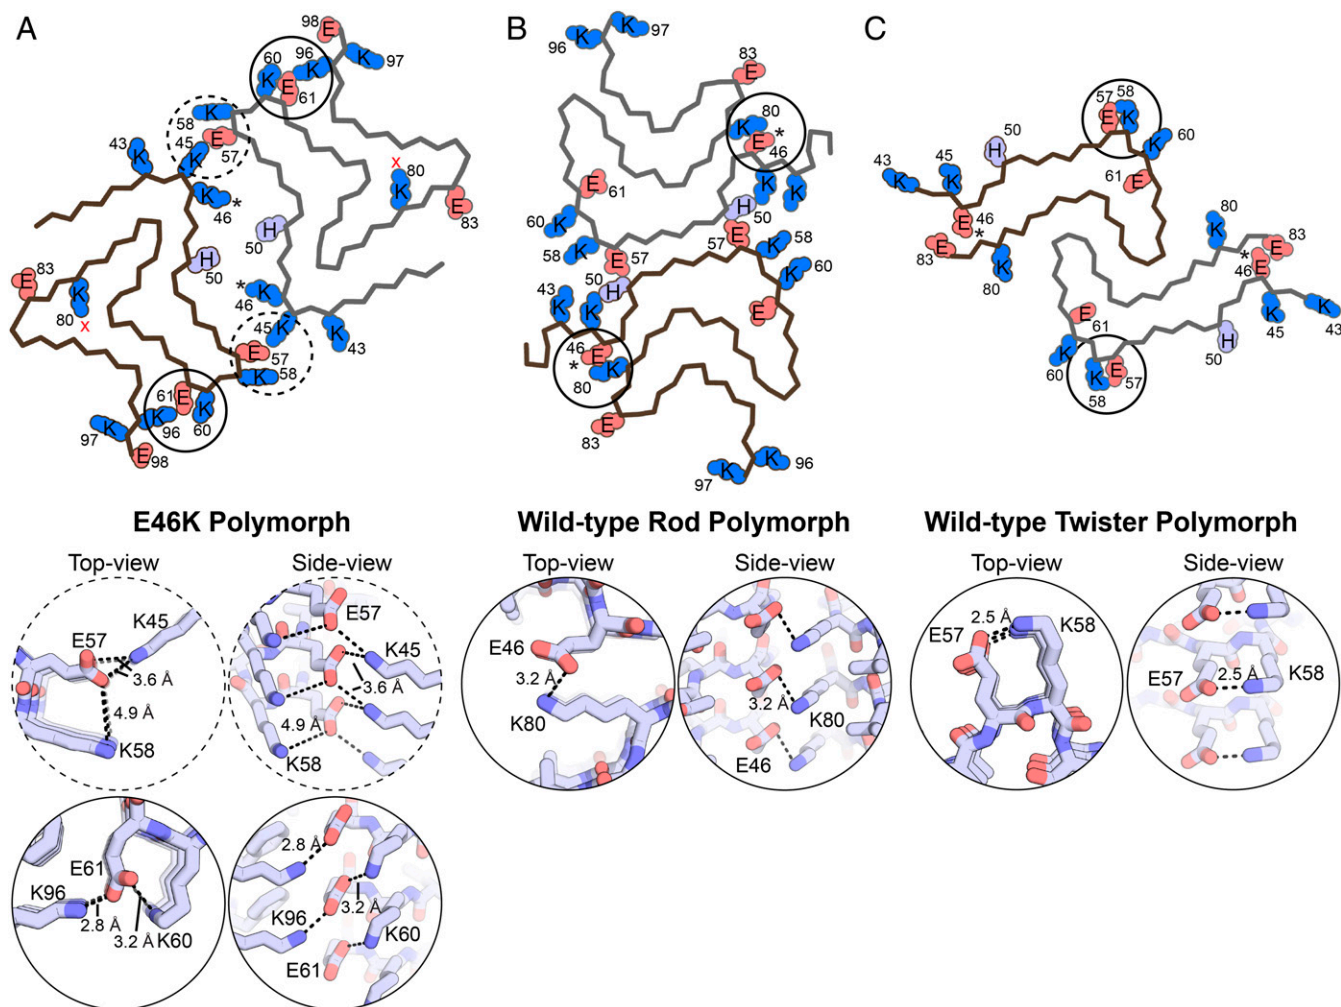 A
B
C
98 E
60 K
96 K
K 97
E 61
58 K
E 57
43 K
45 K
K 46 *
H 50
x
80 K
E 83
H 50
83 E
80 K
x
* K 46
45 K
K 43
E 57
K 58
61 E
K 60
K 96
97 K
E 98
K K 97
96
83 E
80 K
E *
46
E 61
K K
H 50
60 K
58 K
E 57
57 E
K 58
K 60
50 H
43 K
K
E
46 E
*
80 K
83 E
97 K
K 96
57 58
E K
K 60
61 E
50 H
43 K
45 K
E 46
*
83 E
80 K
80 K
E 83
* 46 E
K 45
K 43
H 50
E 61
60 K
K 58
E 57
E46K Polymorph
Wild-type Rod Polymorph
Wild-type Twister Polymorph
Top-view
Side-view
Top-view
Side-view
Top-view
Side-view
E57
K45
3.6 Å
4.9 Å
K58
E57
K45
3.6 Å
4.9 Å
K58
E46
3.2 Å
K80
3.2 Å
K80
E46
2.5 Å
E57
K58
E57
2.5 Å
K58
E61
K96
2.8 Å
3.2 Å
K60
2.8 Å
3.2 Å
K96
K60
E61